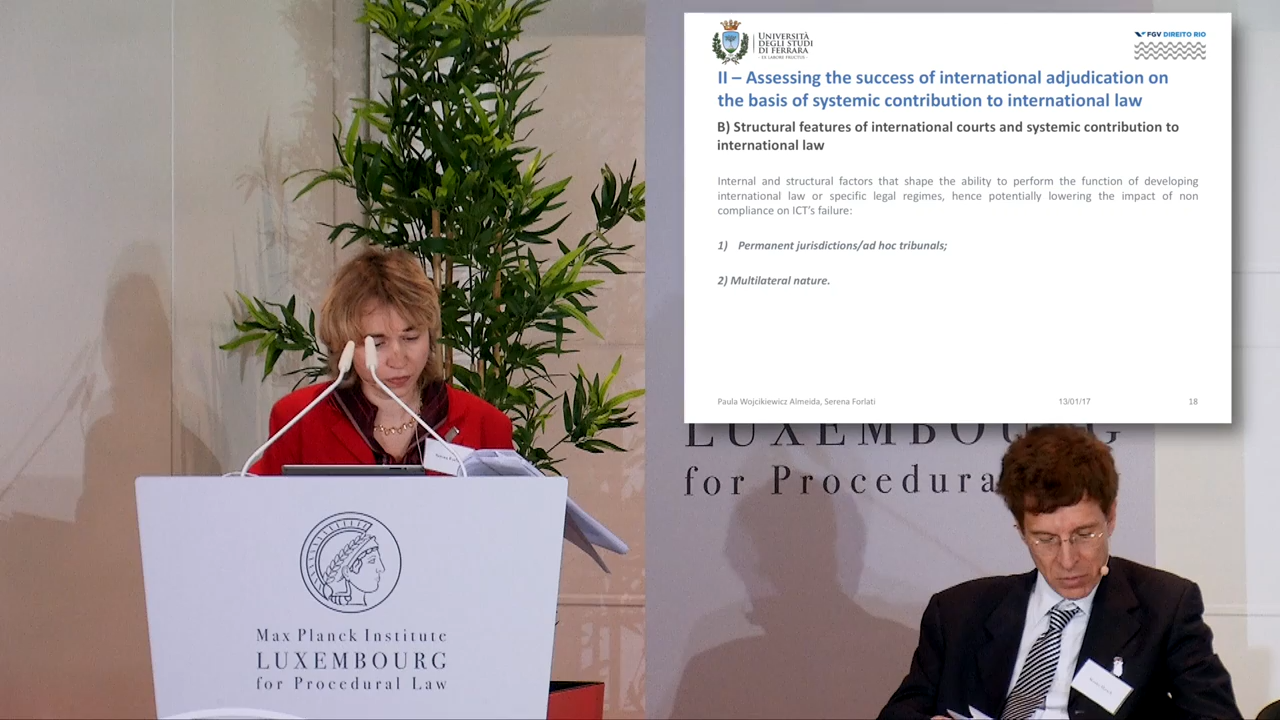 UNIVERSITÀ
DEGLI STUDI
DI FERRARA
- EX LABORE FRUCTUS -
FGV DIREITO RIO
II – Assessing the success of international adjudication on
the basis of systemic contribution to international law
B) Structural features of international courts and systemic contribution to
international law
Internal and structural factors that shape the ability to perform the function of developing
international law or specific legal regimes, hence potentially lowering the impact of non
compliance on ICT's failure:
1) Permanent jurisdictions/ad hoc tribunals;
2) Multilateral nature.
Paula Wojcikiewicz Almeida, Serena Forlati 13/01/17 18
LUXEMBOURG
for Procedura
Max Planck Institute
LUXEMBOURG
for Procedural Law